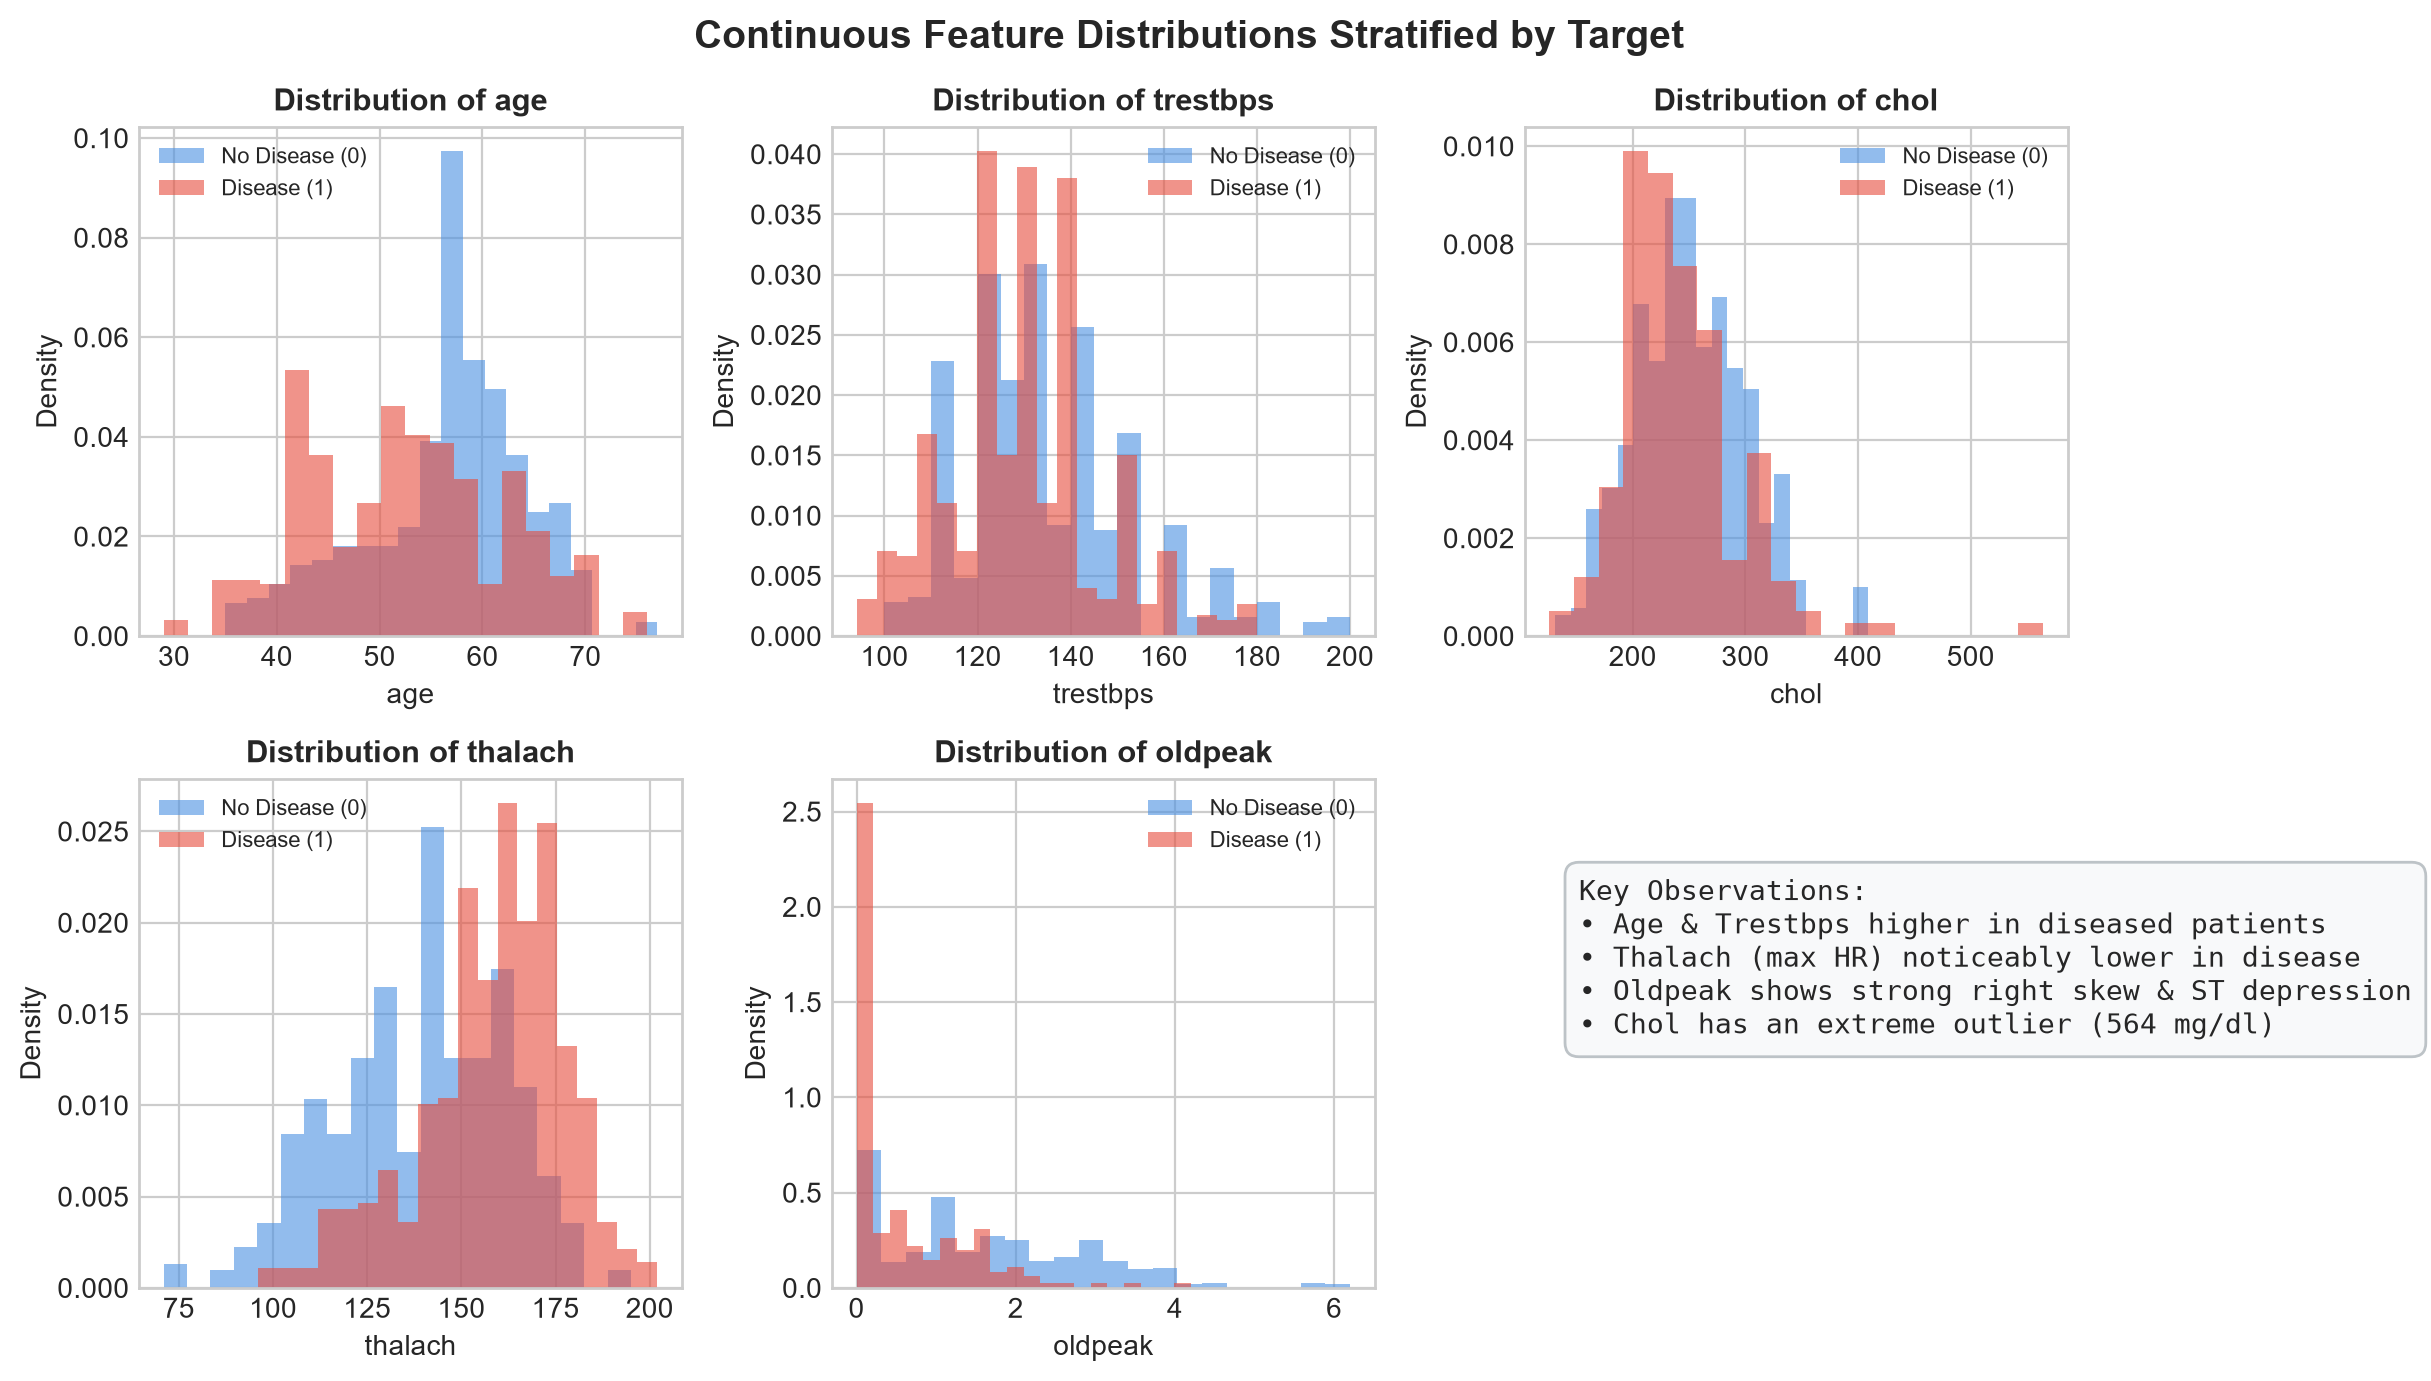 Continuous Feature Distributions Stratified by Target
Distribution of age
0.10
0.08
0.06
0.04
0.02
0.00
Density
No Disease (0)
Disease (1)
30 40 50 60 70
age
Distribution of trestbps
0.040
0.035
0.030
0.025
0.020
0.015
0.010
0.005
0.000
Density
No Disease (0)
Disease (1)
100 120 140 160 180 200
trestbps
Distribution of chol
0.010
0.008
0.006
0.004
0.002
0.000
Density
No Disease (0)
Disease (1)
200 300 400 500
chol
Distribution of thalach
0.025
0.020
0.015
0.010
0.005
0.000
Density
No Disease (0)
Disease (1)
75 100 125 150 175 200
thalach
Distribution of oldpeak
2.5
2.0
1.5
1.0
0.5
0.0
Density
No Disease (0)
Disease (1)
0 2 4 6
oldpeak
Key Observations:
• Age & Trestbps higher in diseased patients
• Thalach (max HR) noticeably lower in disease
• Oldpeak shows strong right skew & ST depression
• Chol has an extreme outlier (564 mg/dl)